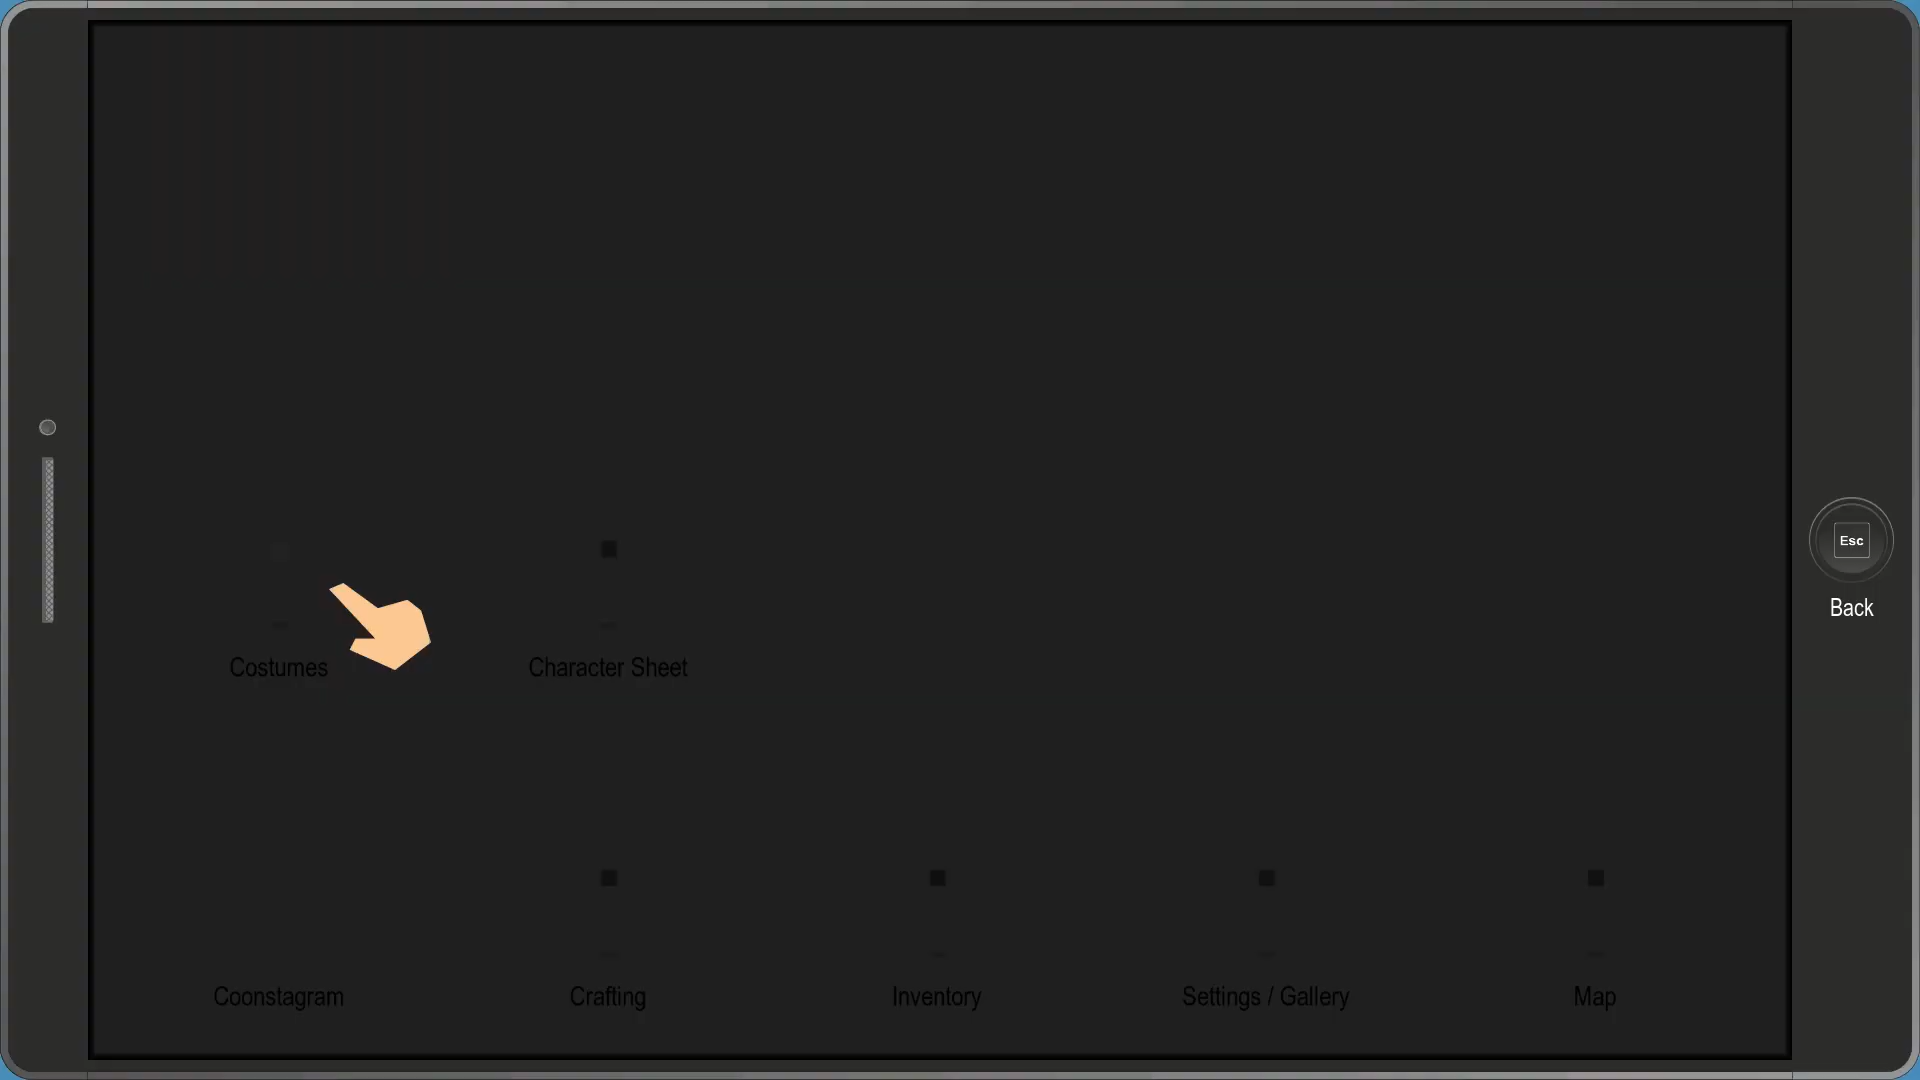 Esc
Back
Costumes
Character Sheet
Coonstagram
Crafting
Inventory
Settings / Gallery
Map